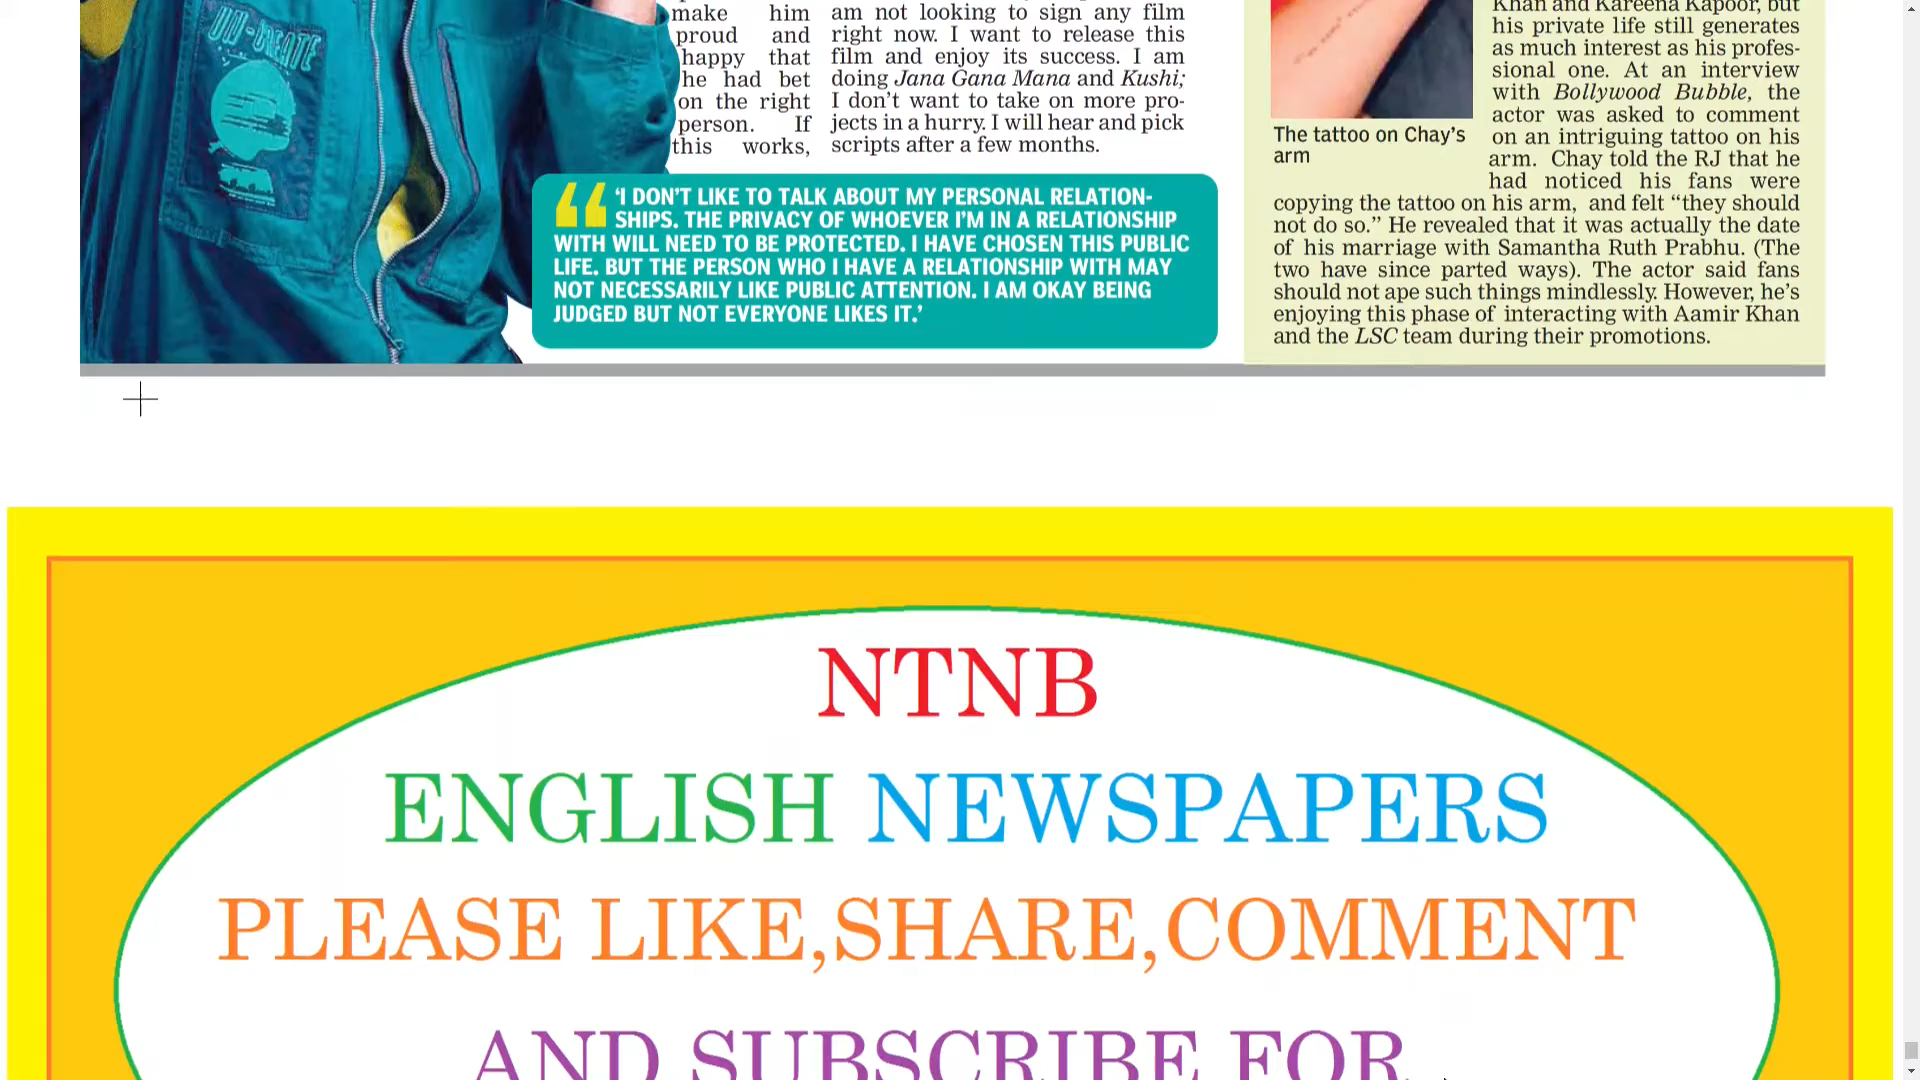 UN-CREATE
make him
proud and
happy that
he had bet
on the right
person. If
this works,
am not looking to sign any film
right now. I want to release this
film and enjoy its success. I am
doing Jana Gana Mana and Kushi;
I don't want to take on more pro-
jects in a hurry. I will hear and pick
scripts after a few months.
“ ‘I DON'T LIKE TO TALK ABOUT MY PERSONAL RELATION-
SHIPS. THE PRIVACY OF WHOEVER I'M IN A RELATIONSHIP
WITH WILL NEED TO BE PROTECTED. I HAVE CHOSEN THIS PUBLIC
LIFE. BUT THE PERSON WHO I HAVE A RELATIONSHIP WITH MAY
NOT NECESSARILY LIKE PUBLIC ATTENTION. I AM OKAY BEING
JUDGED BUT NOT EVERYONE LIKES IT.’
The tattoo on Chay's
arm
Khan and Kareena Kapoor, but
his private life still generates
as much interest as his profes-
sional one. At an interview
with Bollywood Bubble, the
actor was asked to comment
on an intriguing tattoo on his
arm. Chay told the RJ that he
had noticed his fans were
copying the tattoo on his arm, and felt “they should
not do so.” He revealed that it was actually the date
of his marriage with Samantha Ruth Prabhu. (The
two have since parted ways). The actor said fans
should not ape such things mindlessly. However, he's
enjoying this phase of interacting with Aamir Khan
and the LSC team during their promotions.
NTNB
ENGLISH NEWSPAPERS
PLEASE LIKE,SHARE,COMMENT
AND SUBSCRIBE FOR